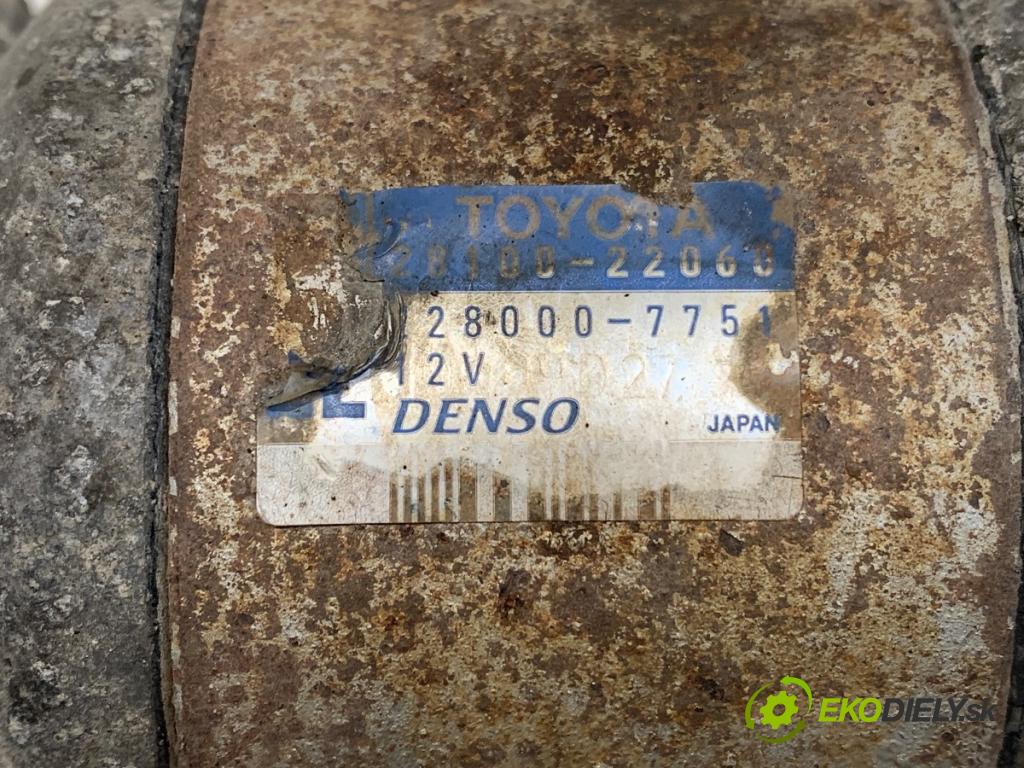 TOYOTA
28100-22060
28000-7751
12V
DENSO JAPAN
EKODIELY.sk